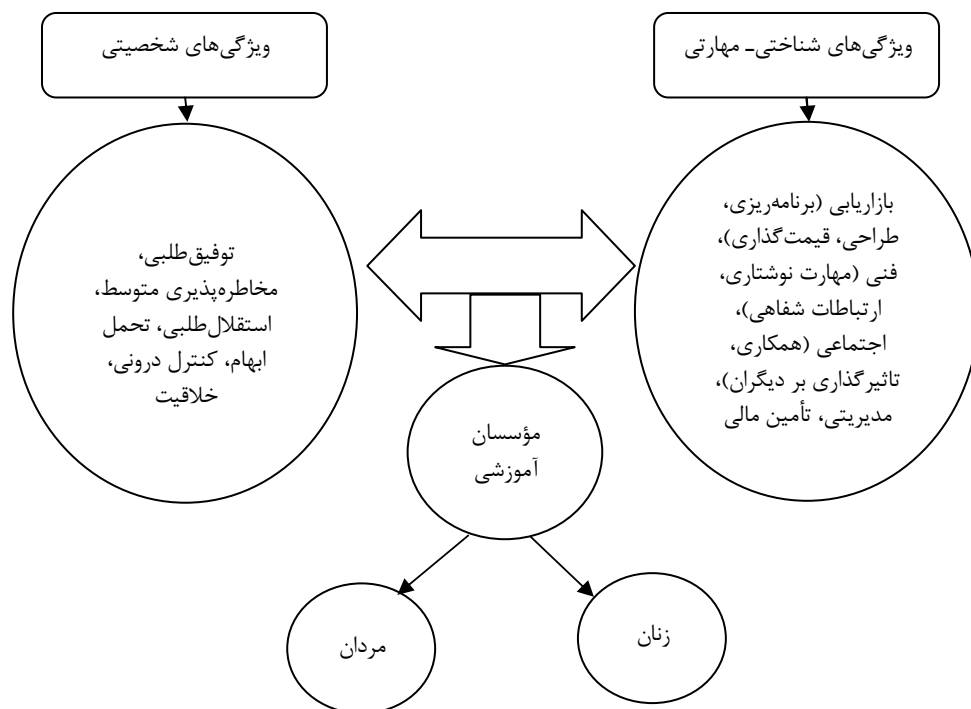 ویژگی‌های شناختی- مهارتی
ویژگی‌های شخصیتی
بازاریابی (برنامه‌ریزی،
طراحی، قیمت‌گذاری)،
فنی (مهارت نوشتاری،
ارتباطات شفاهی)،
اجتماعی (همکاری،
تاثیرگذاری بر دیگران)،
مدیریتی، تأمین مالی
توفیق‌طلبی،
مخاطره‌پذیری متوسط،
استقلال‌طلبی، تحمل
ابهام، کنترل درونی،
خلاقیت
مؤسسان
آموزشی
زنان
مردان